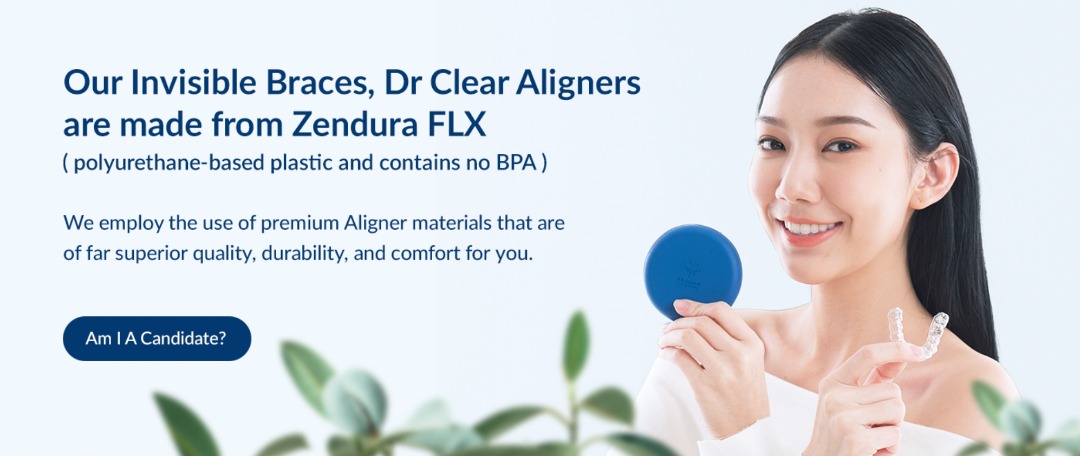 Our Invisible Braces, Dr Clear Aligners
are made from Zendura FLX
( polyurethane-based plastic and contains no BPA )
We employ the use of premium Aligner materials that are
of far superior quality, durability, and comfort for you.
Am I A Candidate?